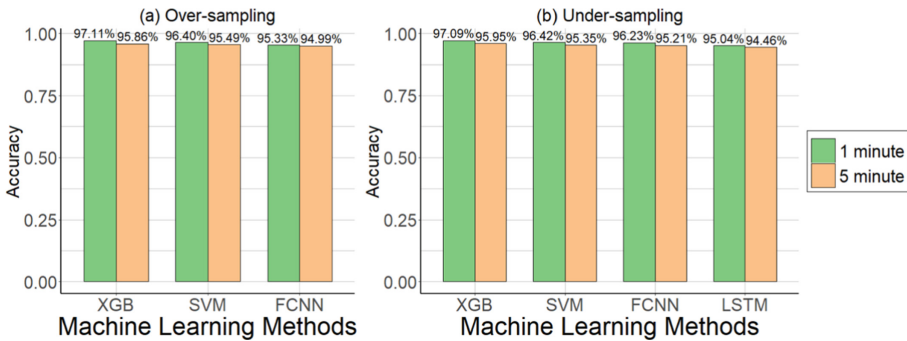 (a) Over-sampling
97.11% 95.86% 96.40% 95.49% 95.33% 94.99%
1.00
0.75
0.50
0.25
0.00
Accuracy
XGB SVM FCNN
Machine Learning Methods
(b) Under-sampling
97.09% 95.95% 96.42% 95.35% 96.23% 95.21% 95.04% 94.46%
1.00
0.75
0.50
0.25
0.00
Accuracy
XGB SVM FCNN LSTM
Machine Learning Methods
1 minute
5 minute